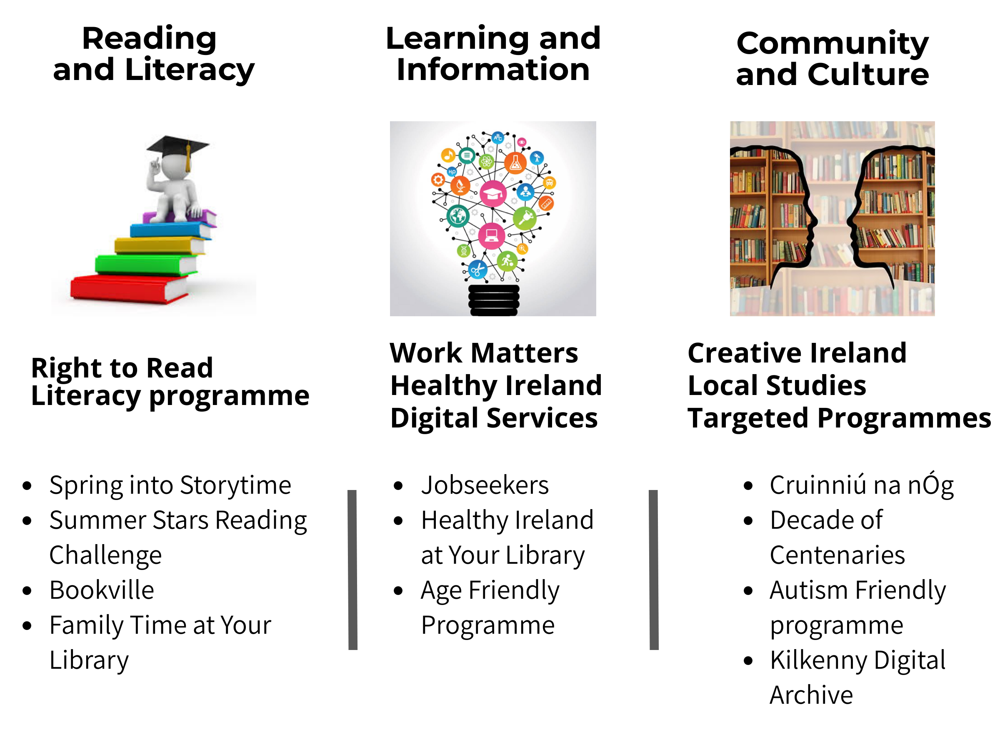 Reading
and Literacy
Learning and
Information
Community
and Culture
ABC
H₂O
Right to Read
Literacy programme
Work Matters
Healthy Ireland
Digital Services
Creative Ireland
Local Studies
Targeted Programmes
• Spring into Storytime
• Summer Stars Reading
Challenge
• Bookville
• Family Time at Your
Library
• Jobseekers
• Healthy Ireland
at Your Library
• Age Friendly
Programme
• Cruinniú na nÓg
• Decade of
Centenaries
• Autism Friendly
programme
• Kilkenny Digital
Archive